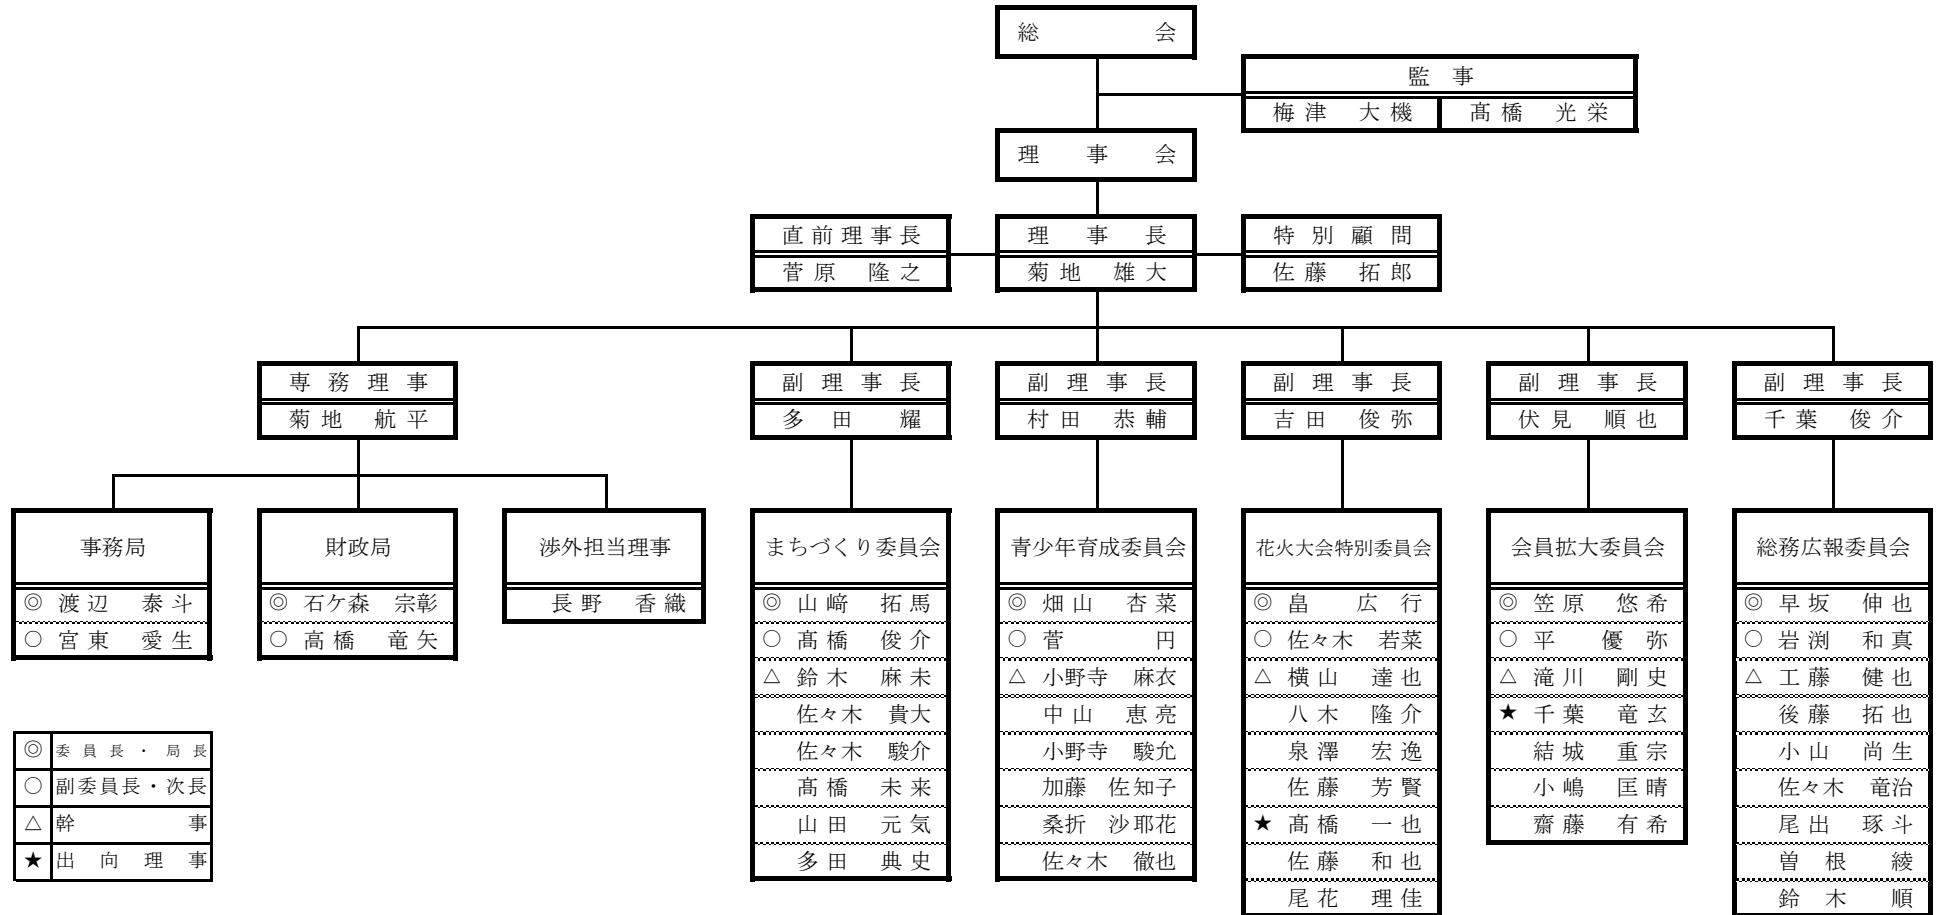 総会
監事
梅津 大機 髙橋 光栄
理事会
直前理事長 理事長 特別顧問
菅原 隆之 菊地 雄大 佐藤 拓郎
専務理事 副理事長 副理事長 副理事長 副理事長 副理事長
菊地 航平 多田 耀 村田 恭輔 吉田 俊弥 伏見 順也 千葉 俊介
事務局
◎ 渡辺 泰斗
○ 宮東 愛生
財政局
◎ 石ケ森 宗彰
○ 高橋 竜矢
渉外担当理事
長野 香織
まちづくり委員会
◎ 山﨑 拓馬
○ 髙橋 俊介
△ 鈴木 麻未
佐々木 貴大
佐々木 駿介
髙橋 未来
山田 元気
多田 典史
青少年育成委員会
◎ 畑山 杏菜
○ 菅 円
△ 小野寺 麻衣
中山 恵亮
小野寺 駿允
加藤 佐知子
桑折 沙耶花
佐々木 徹也
花火大会特別委員会
◎ 畠 広行
○ 佐々木 若菜
△ 横山 達也
八木 隆介
泉澤 宏逸
佐藤 芳賢
★ 髙橋 一也
佐藤 和也
尾花 理佳
会員拡大委員会
◎ 笠原 悠希
○ 平 優弥
△ 滝川 剛史
★ 千葉 竜玄
結城 重宗
小嶋 匡晴
齋藤 有希
総務広報委員会
◎ 早坂 伸也
○ 岩渕 和真
△ 工藤 健也
後藤 拓也
小山 尚生
佐々木 竜治
尾出 琢斗
曽根 綾
鈴木 順
◎ 委員長・局長
○ 副委員長・次長
△ 幹事
★ 出向理事